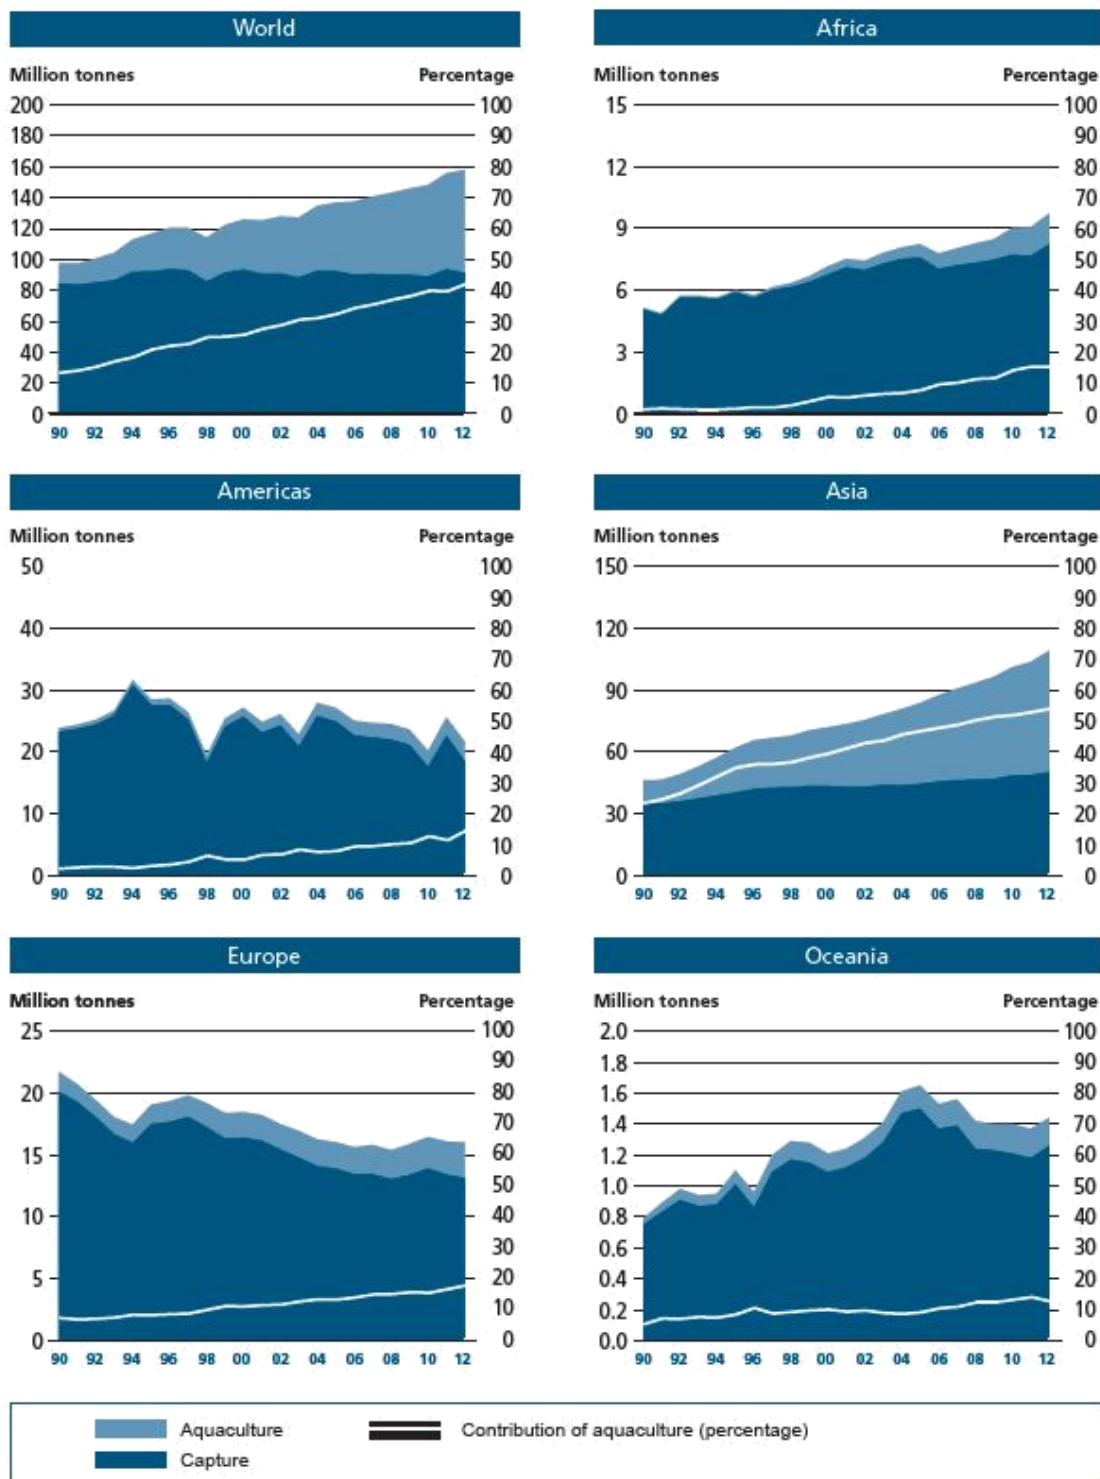 World Africa
Million tonnes Percentage Million tonnes Percentage
200 100 15 100
180 90 90
160 80 12 80
140 70 70
120 60 9 60
100 50 50
80 40 6 40
60 30 30
40 20 3 20
20 10 10
0 0 0 0
90 92 94 96 98 00 02 04 06 08 10 12 90 92 94 96 98 00 02 04 06 08 10 12
Americas Asia
Million tonnes Percentage Million tonnes Percentage
50 100 150 100
90 90
40 80 120 80
70 70
30 60 90 60
50 50
20 40 60 40
30 30
10 20 30 20
10 10
0 0 0 0
90 92 94 96 98 00 02 04 06 08 10 12 90 92 94 96 98 00 02 04 06 08 10 12
Europe Oceania
Million tonnes Percentage Million tonnes Percentage
25 100 2.0 100
90 1.8 90
20 80 1.6 80
70 1.4 70
15 60 1.2 60
50 1.0 50
10 40 0.8 40
30 0.6 30
5 20 0.4 20
10 0.2 10
0 0 0.0 0
90 92 94 96 98 00 02 04 06 08 10 12 90 92 94 96 98 00 02 04 06 08 10 12
Aquaculture Contribution of aquaculture (percentage)
Capture